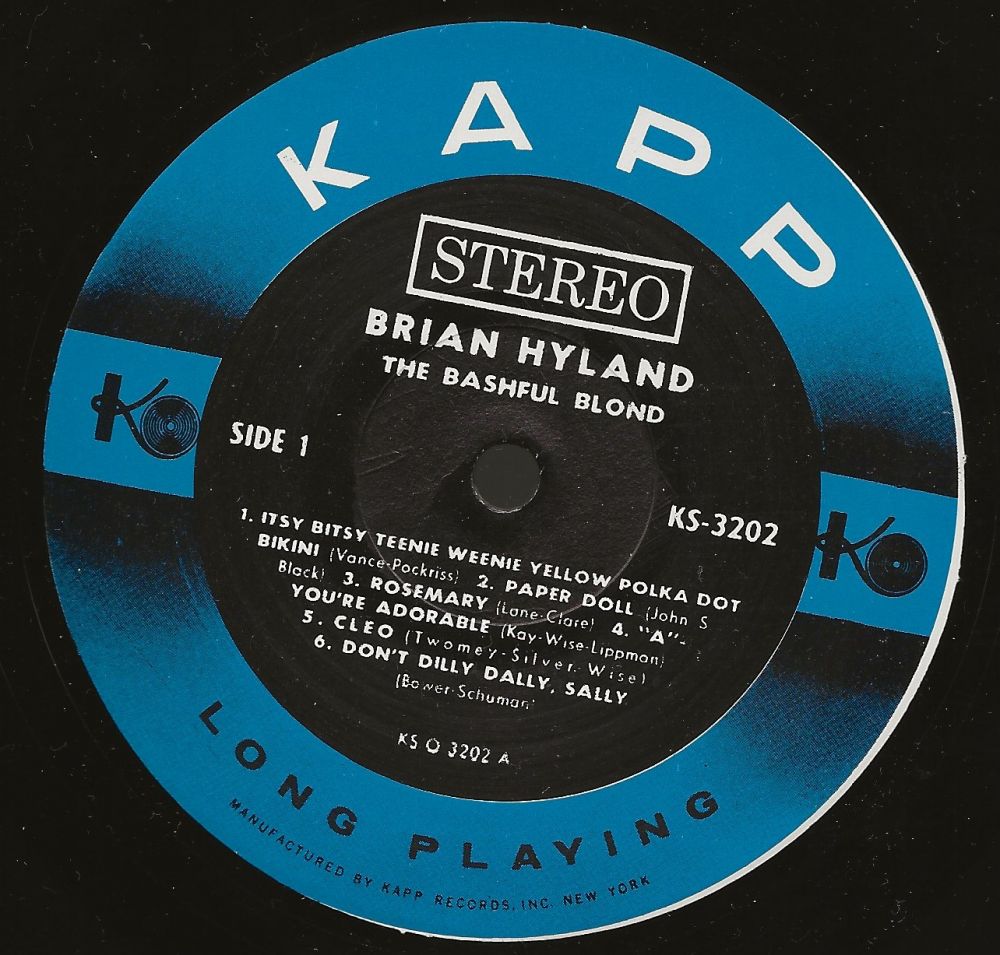 KAPP
STEREO
BRIAN HYLAND
THE BASHFUL BLOND
SIDE 1
KS-3202
1. ITSY BITSY TEENIE WEENIE YELLOW POLKA DOT
BIKINI (Vance-Pockriss) 2. PAPER DOLL (John S
Black) 3. ROSEMARY (Lane-Clare) 4. "A"-
YOU'RE ADORABLE (Kay-Wise-Lippman)
5. CLEO (Twomey-Silver-Wise)
6. DON'T DILLY DALLY, SALLY
(Bower-Schuman)
KS O 3202 A
K
K
LONG PLAYING
MANUFACTURED BY KAPP RECORDS, INC. NEW YORK